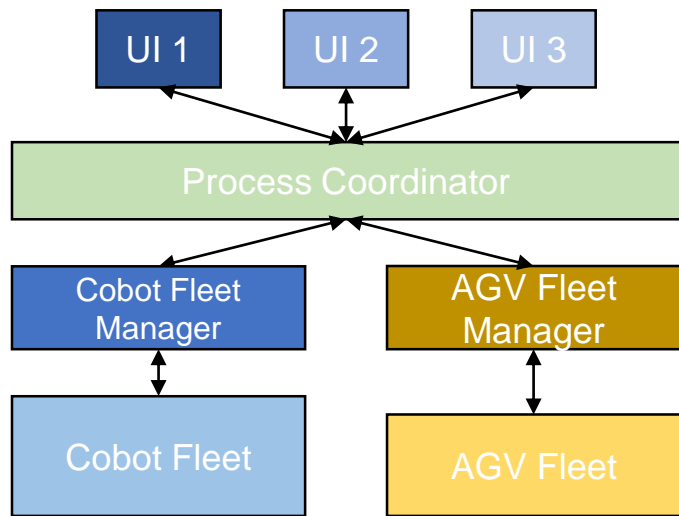 UI 1
UI 2
UI 3
Process Coordinator
Cobot Fleet
Manager
AGV Fleet
Manager
Cobot Fleet
AGV Fleet